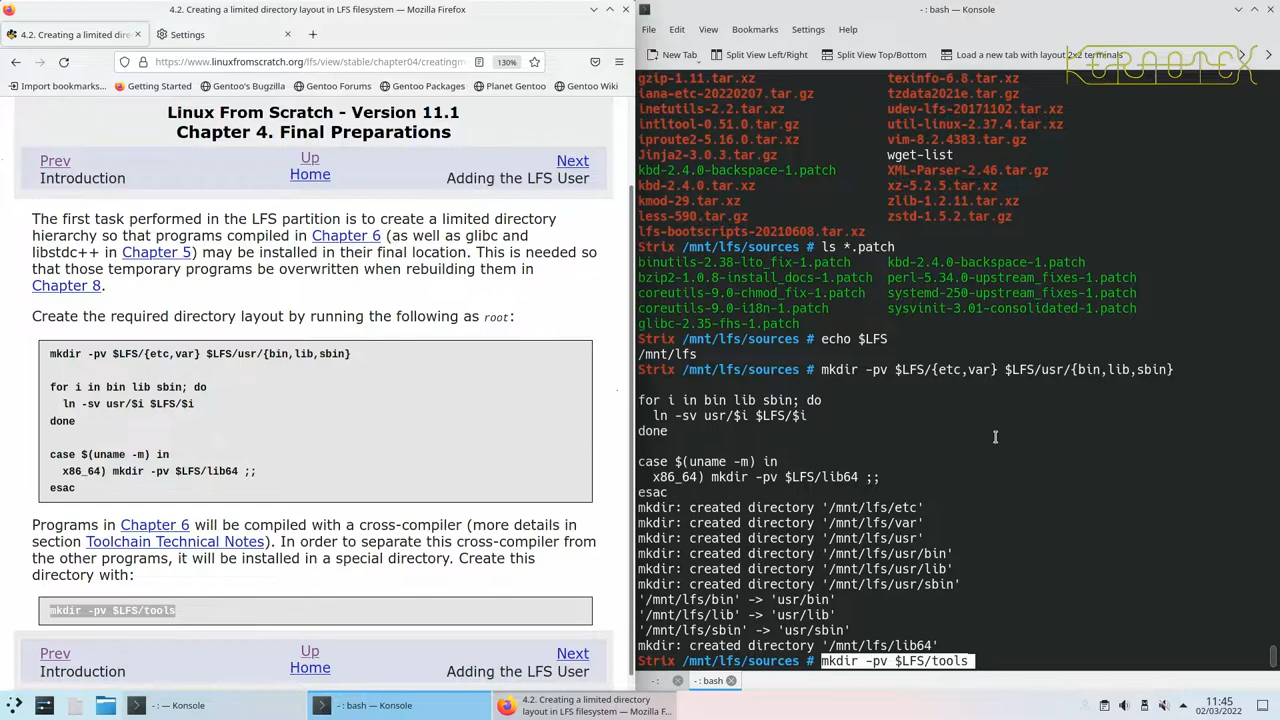 4.2. Creating a limited directory layout in LFS filesystem — Mozilla Firefox
4.2. Creating a limited dire
Settings
https://www.linuxfromscratch.org/lfs/view/stable/chapter04/creatingm
130%
Import bookmarks...
Getting Started
Gentoo's Bugzilla
Gentoo Forums
Gentoo Packages
Planet Gentoo
Gentoo Wiki
Linux From Scratch - Version 11.1
Chapter 4. Final Preparations
Prev
Up
Next
Introduction
Home
Adding the LFS User
The first task performed in the LFS partition is to create a limited directory
hierarchy so that programs compiled in Chapter 6 (as well as glibc and
libstdc++ in Chapter 5) may be installed in their final location. This is needed so
that those temporary programs be overwritten when rebuilding them in
Chapter 8.
Create the required directory layout by running the following as root:
mkdir -pv $LFS/{etc,var} $LFS/usr/{bin,lib,sbin}
for i in bin lib sbin; do
ln -sv usr/$i $LFS/$i
done
case $(uname -m) in
x86_64) mkdir -pv $LFS/lib64 ;;
esac
Programs in Chapter 6 will be compiled with a cross-compiler (more details in
section Toolchain Technical Notes). In order to separate this cross-compiler from
the other programs, it will be installed in a special directory. Create this
directory with:
mkdir -pv $LFS/tools
Prev
Up
Next
Introduction
Home
Adding the LFS User
- : bash — Konsole
File Edit View Bookmarks Settings Help
New Tab
Split View Left/Right
Split View Top/Bottom
Load a new tab with layout 2x2 terminals
KERNOTEX
gzip-1.11.tar.xz texinfo-6.8.tar.xz
iana-etc-20220207.tar.gz tzdata2021e.tar.gz
inetutils-2.2.tar.xz udev-lfs-20171102.tar.xz
intltool-0.51.0.tar.gz util-linux-2.37.4.tar.xz
iproute2-5.16.0.tar.xz vim-8.2.4383.tar.gz
Jinja2-3.0.3.tar.gz wget-list
kbd-2.4.0-backspace-1.patch XML-Parser-2.46.tar.gz
kbd-2.4.0.tar.xz xz-5.2.5.tar.xz
kmod-29.tar.xz zlib-1.2.11.tar.xz
less-590.tar.gz zstd-1.5.2.tar.gz
lfs-bootscripts-20210608.tar.xz
Strix /mnt/lfs/sources # ls *.patch
binutils-2.38-lto_fix-1.patch kbd-2.4.0-backspace-1.patch
bzip2-1.0.8-install_docs-1.patch perl-5.34.0-upstream_fixes-1.patch
coreutils-9.0-chmod_fix-1.patch systemd-250-upstream_fixes-1.patch
coreutils-9.0-i18n-1.patch sysvinit-3.01-consolidated-1.patch
glibc-2.35-fhs-1.patch
Strix /mnt/lfs/sources # echo $LFS
/mnt/lfs
Strix /mnt/lfs/sources # mkdir -pv $LFS/{etc,var} $LFS/usr/{bin,lib,sbin}
for i in bin lib sbin; do
ln -sv usr/$i $LFS/$i
done
case $(uname -m) in
x86_64) mkdir -pv $LFS/lib64 ;;
esac
mkdir: created directory '/mnt/lfs/etc'
mkdir: created directory '/mnt/lfs/var'
mkdir: created directory '/mnt/lfs/usr'
mkdir: created directory '/mnt/lfs/usr/bin'
mkdir: created directory '/mnt/lfs/usr/lib'
mkdir: created directory '/mnt/lfs/usr/sbin'
'/mnt/lfs/bin' -> 'usr/bin'
'/mnt/lfs/lib' -> 'usr/lib'
'/mnt/lfs/sbin' -> 'usr/sbin'
mkdir: created directory '/mnt/lfs/lib64'
Strix /mnt/lfs/sources # mkdir -pv $LFS/tools
- :
- : bash
- : — Konsole
- : bash — Konsole
4.2. Creating a limited directory
layout in LFS filesystem — Mozilla F...
11:45
02/03/2022